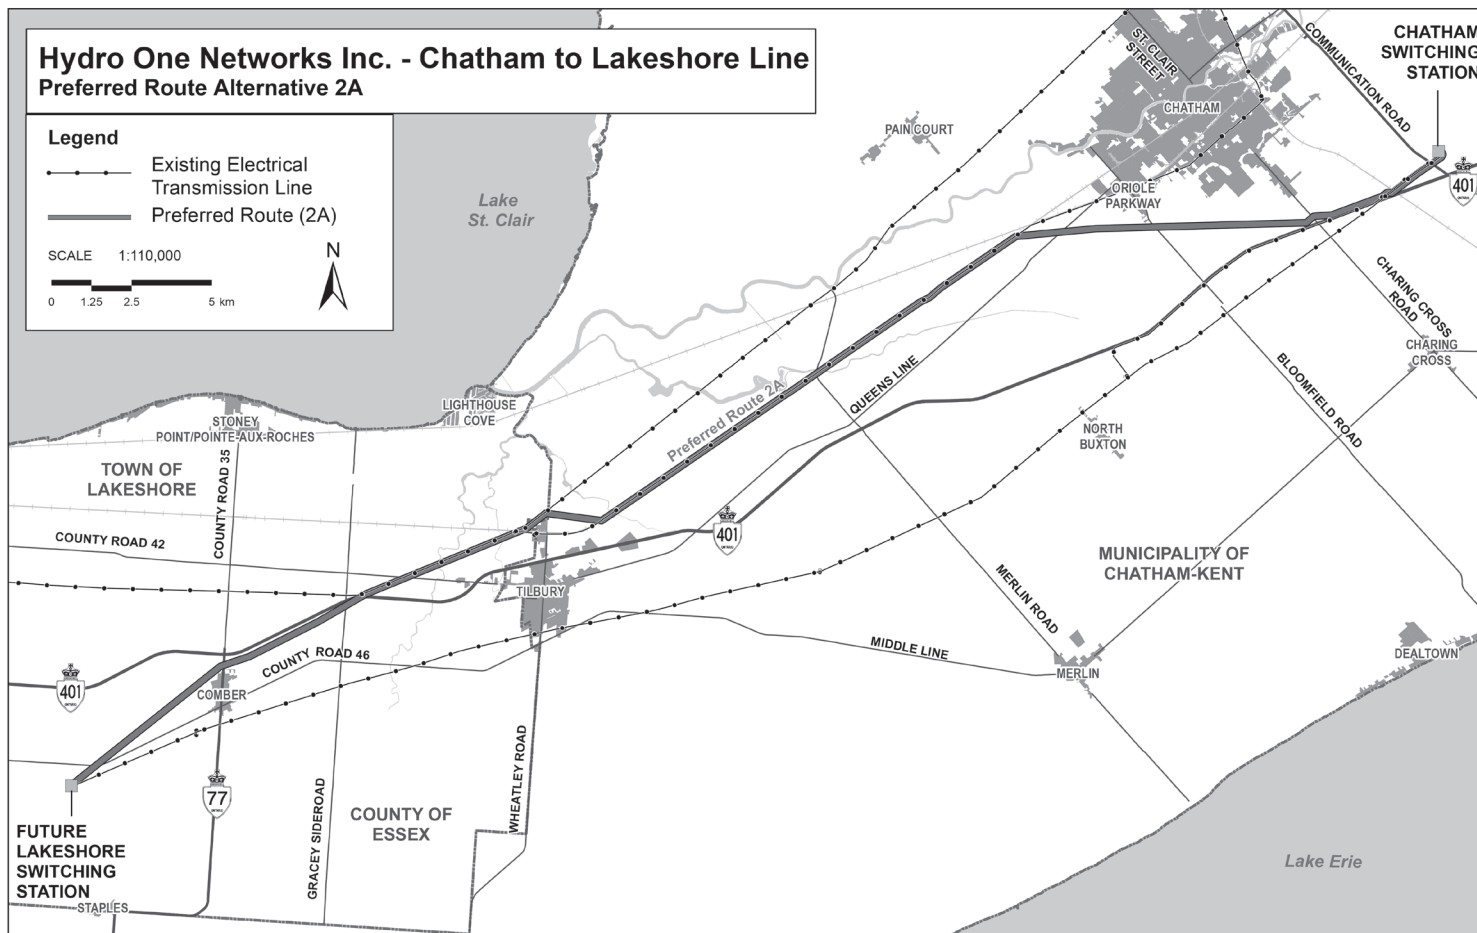 Hydro One Networks Inc. - Chatham to Lakeshore Line
Preferred Route Alternative 2A
Legend
Existing Electrical
Transmission Line
Preferred Route (2A)
SCALE 1:110,000
0 1.25 2.5 5 km
N
Lake
St. Clair
PAIN COURT
ST. CLAIR
STREET
CHATHAM
COMMUNICATION ROAD
CHATHAM
SWITCHING
STATION
401
ONTARIO
ORIOLE
PARKWAY
CHARING CROSS
ROAD
CHARING
CROSS
BLOOMFIELD ROAD
QUEENS LINE
Preferred Route 2A
LIGHTHOUSE
COVE
STONEY
POINT/POINTE-AUX-ROCHES
TOWN OF
LAKESHORE
COUNTY ROAD 35
COUNTY ROAD 42
NORTH
BUXTON
401
ONTARIO
MUNICIPALITY OF
CHATHAM-KENT
TILBURY
MERLIN ROAD
MIDDLE LINE
MERLIN
DEALTOWN
COUNTY ROAD 46
401
ONTARIO
COMBER
77
ONTARIO
WHEATLEY ROAD
GRACEY SIDEROAD
COUNTY OF
ESSEX
FUTURE
LAKESHORE
SWITCHING
STATION
STAPLES
Lake Erie